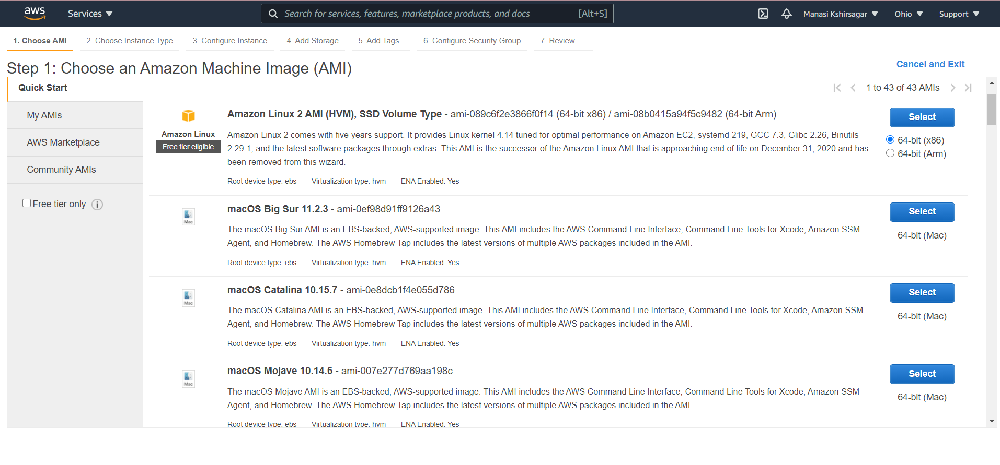 aws
Services
Search for services, features, marketplace products, and docs
[Alt+S]
Manasi Kshirsagar
Ohio
Support
1. Choose AMI
2. Choose Instance Type
3. Configure Instance
4. Add Storage
5. Add Tags
6. Configure Security Group
7. Review
Step 1: Choose an Amazon Machine Image (AMI)
Cancel and Exit
Quick Start
My AMIs
AWS Marketplace
Community AMIs
Free tier only
1 to 43 of 43 AMIs
Amazon Linux
Free tier eligible
Amazon Linux 2 AMI (HVM), SSD Volume Type - ami-089c6f2e3866f0f14 (64-bit x86) / ami-08b0415a94f5c9482 (64-bit Arm)
Amazon Linux 2 comes with five years support. It provides Linux kernel 4.14 tuned for optimal performance on Amazon EC2, systemd 219, GCC 7.3, Glibc 2.26, Binutils
2.29.1, and the latest software packages through extras. This AMI is the successor of the Amazon Linux AMI that is approaching end of life on December 31, 2020 and has
been removed from this wizard.
Root device type: ebs
Virtualization type: hvm
ENA Enabled: Yes
Select
64-bit (x86)
64-bit (Arm)
Mac
macOS Big Sur 11.2.3 - ami-0ef98d91ff9126a43
The macOS Big Sur AMI is an EBS-backed, AWS-supported image. This AMI includes the AWS Command Line Interface, Command Line Tools for Xcode, Amazon SSM
Agent, and Homebrew. The AWS Homebrew Tap includes the latest versions of multiple AWS packages included in the AMI.
Root device type: ebs
Virtualization type: hvm
ENA Enabled: Yes
Select
64-bit (Mac)
Mac
macOS Catalina 10.15.7 - ami-0e8dcb1f4e055d786
The macOS Catalina AMI is an EBS-backed, AWS-supported image. This AMI includes the AWS Command Line Interface, Command Line Tools for Xcode, Amazon SSM
Agent, and Homebrew. The AWS Homebrew Tap includes the latest versions of multiple AWS packages included in the AMI.
Root device type: ebs
Virtualization type: hvm
ENA Enabled: Yes
Select
64-bit (Mac)
Mac
macOS Mojave 10.14.6 - ami-007e277d769aa198c
The macOS Mojave AMI is an EBS-backed, AWS-supported image. This AMI includes the AWS Command Line Interface, Command Line Tools for Xcode, Amazon SSM
Agent, and Homebrew. The AWS Homebrew Tap includes the latest versions of multiple AWS packages included in the AMI.
Root device type: ebs
Virtualization type: hvm
ENA Enabled: Yes
Select
64-bit (Mac)